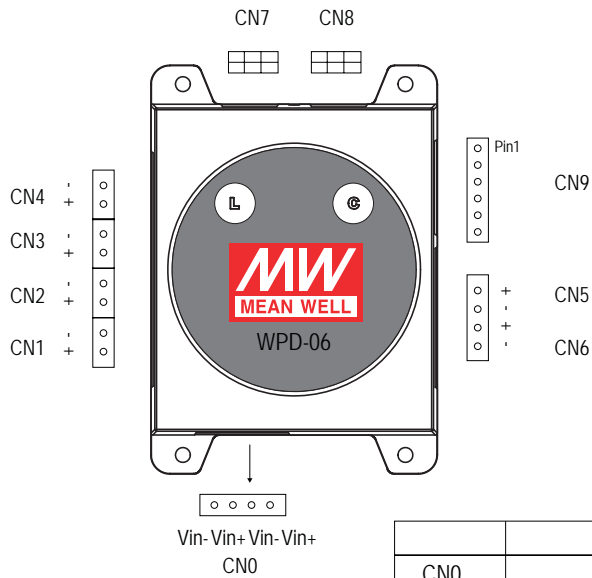 CN7 CN8
Pin1
CN9
CN4 - +
CN3 - +
CN2 - +
CN1 - +
L C
MW
MEAN WELL
WPD-06
+ CN5
-
+
- CN6
Vin- Vin+ Vin- Vin+
CN0
CN0